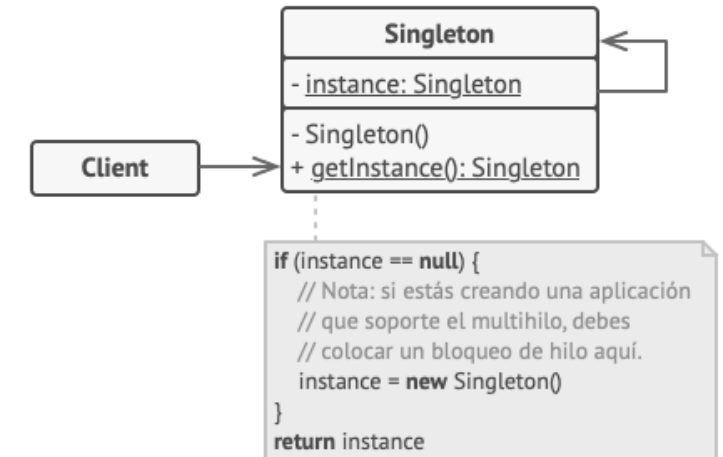 Singleton
- instance: Singleton
- Singleton()
+ getInstance(): Singleton
Client
if (instance == null) {
// Nota: si estás creando una aplicación
// que soporte el multihilo, debes
// colocar un bloqueo de hilo aquí.
instance = new Singleton()
}
return instance